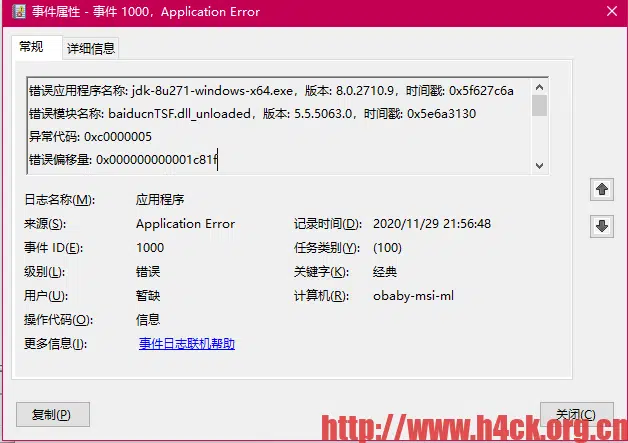 事件属性 - 事件 1000，Application Error
常规
详细信息
错误应用程序名称: jdk-8u271-windows-x64.exe，版本: 8.0.2710.9，时间戳: 0x5f627c6a
错误模块名称: baiducnTSF.dll_unloaded，版本: 5.5.5063.0，时间戳: 0x5e6a3130
异常代码: 0xc0000005
错误偏移量: 0x000000000001c81f
日志名称(M): 应用程序
来源(S): Application Error 记录时间(D): 2020/11/29 21:56:48
事件 ID(E): 1000 任务类别(Y): (100)
级别(L): 错误 关键字(K): 经典
用户(U): 暂缺 计算机(R): obaby-msi-ml
操作代码(O): 信息
更多信息(I): 事件日志联机帮助
复制(P) 关闭(C)
http://www.h4ck.org.cn